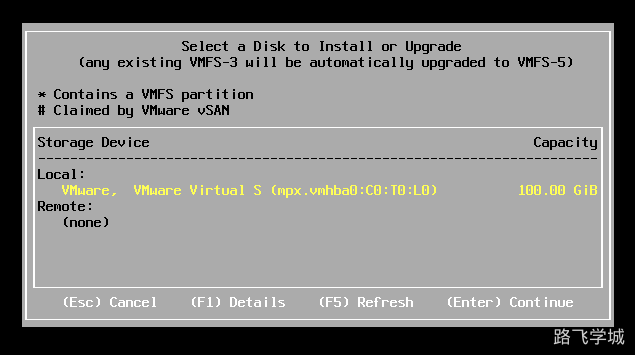 Select a Disk to Install or Upgrade
(any existing VMFS-3 will be automatically upgraded to VMFS-5)
* Contains a VMFS partition
# Claimed by VMware vSAN
Storage Device Capacity
Local:
VMware, VMware Virtual S (mpx.vmhba0:C0:T0:L0) 100.00 GiB
Remote:
(none)
(Esc) Cancel (F1) Details (F5) Refresh (Enter) Continue
路飞学城